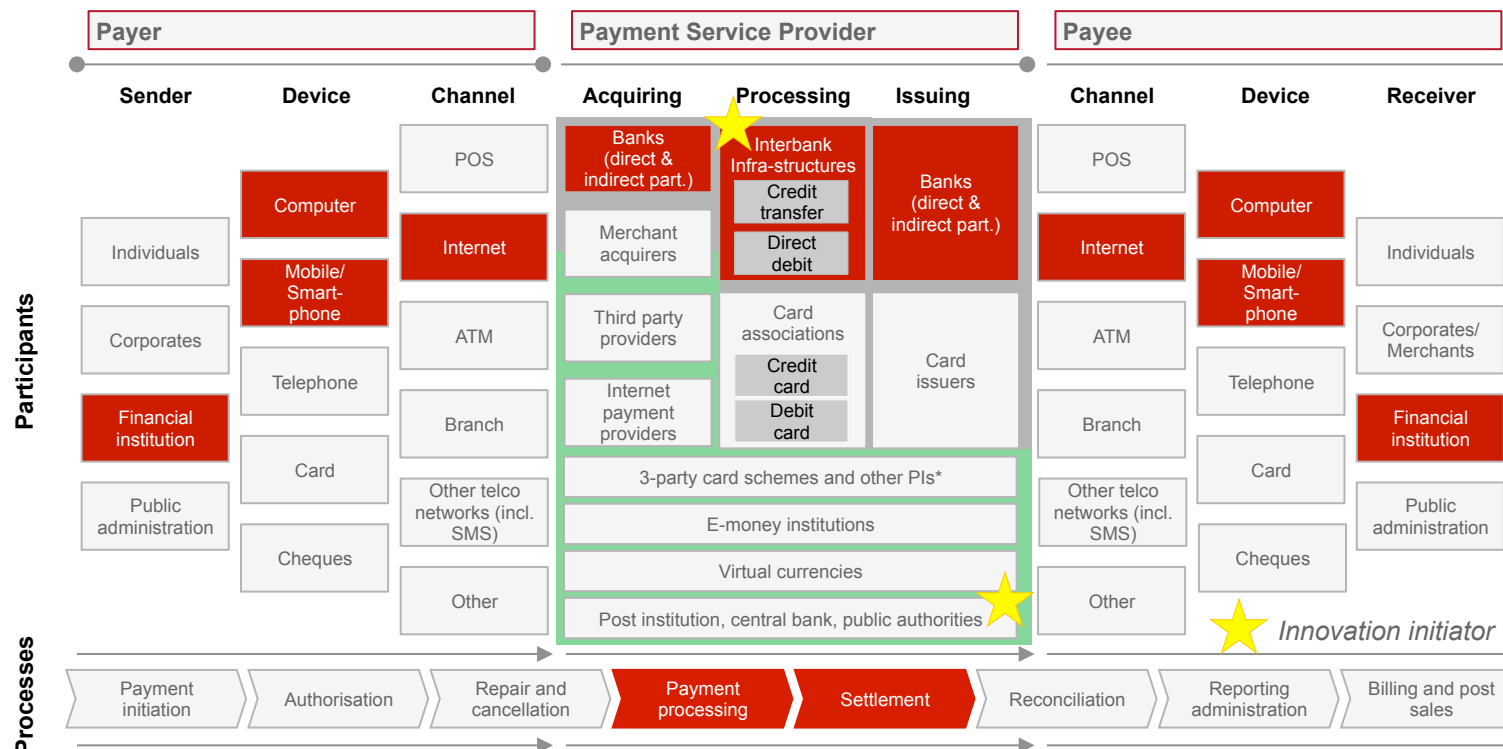 Payer
Payment Service Provider
Payee
Sender
Device
Channel
Acquiring
Processing
Issuing
Channel
Device
Receiver
Participants
Individuals
Corporates
Financial
institution
Public
administration
Computer
Mobile/
Smart-
phone
Telephone
Card
Cheques
POS
Internet
ATM
Branch
Other telco
networks (incl.
SMS)
Other
Banks
(direct &
indirect part.)
Merchant
acquirers
Third party
providers
Internet
payment
providers
Interbank
Infra-structures
Credit
transfer
Direct
debit
Card
associations
Credit
card
Debit
card
Banks
(direct &
indirect part.)
Card
issuers
3-party card schemes and other PIs*
E-money institutions
Virtual currencies
Post institution, central bank, public authorities
POS
Internet
ATM
Branch
Other telco
networks (incl.
SMS)
Other
Computer
Mobile/
Smart-
phone
Telephone
Card
Cheques
Individuals
Corporates/
Merchants
Financial
institution
Public
administration
Innovation initiator
Processes
Payment
initiation
Authorisation
Repair and
cancellation
Payment
processing
Settlement
Reconciliation
Reporting
administration
Billing and post
sales